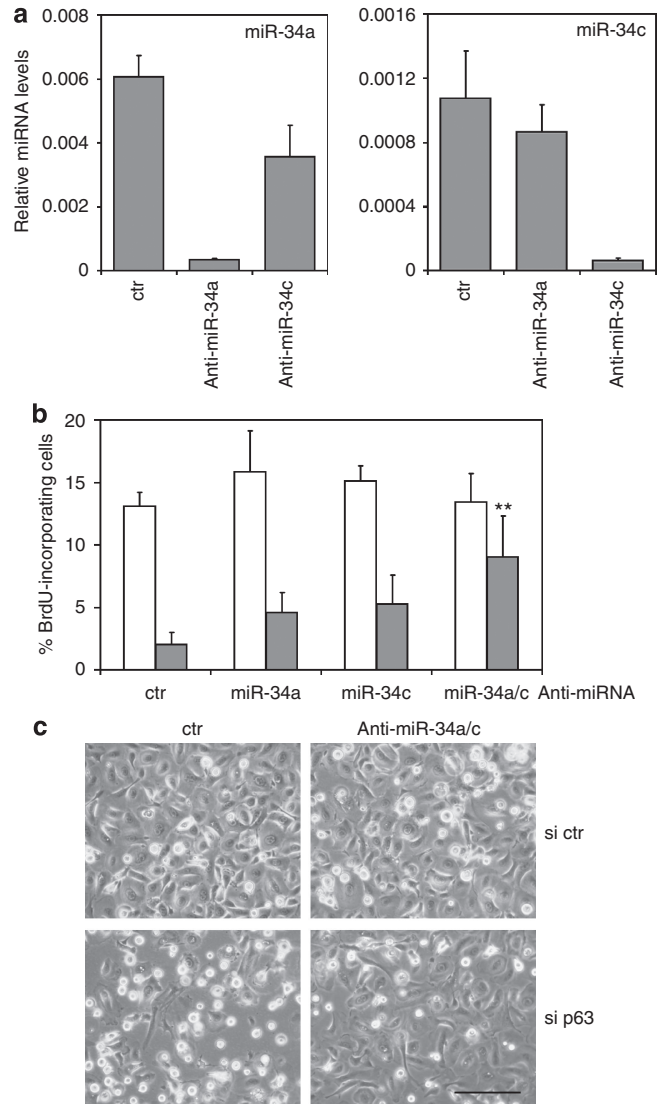 a
0.008
0.006
0.004
0.002
0
Relative miRNA levels
miR-34a
ctr
Anti-miR-34a
Anti-miR-34c
0.0016
0.0012
0.0008
0.0004
0
miR-34c
ctr
Anti-miR-34a
Anti-miR-34c
b
20
15
10
5
0
% BrdU-incorporating cells
**
ctr miR-34a miR-34c miR-34a/c Anti-miRNA
c
ctr Anti-miR-34a/c
si ctr
si p63